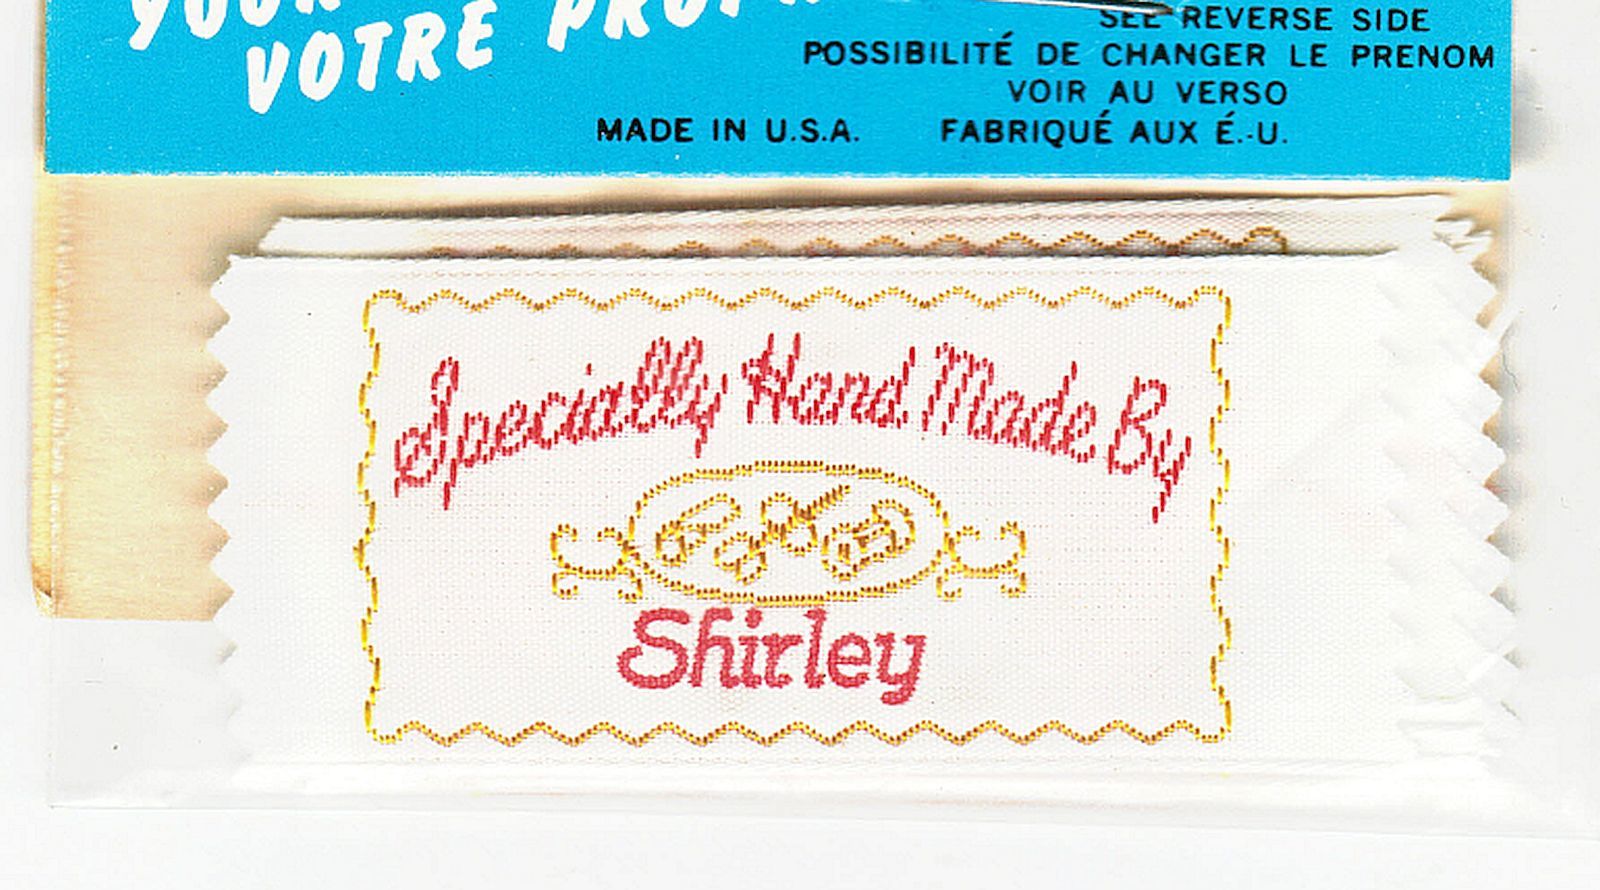 YOUR
VOTRE
SEE REVERSE SIDE
POSSIBILITÉ DE CHANGER LE PRENOM
VOIR AU VERSO
MADE IN U.S.A. FABRIQUÉ AUX É.-U.
Specially Hand Made By
Shirley